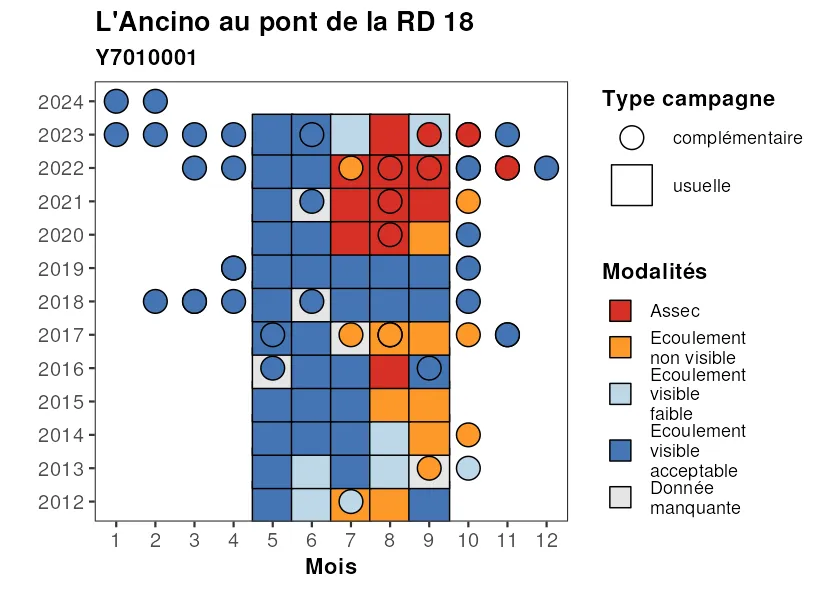 L'Ancino au pont de la RD 18
Y7010001
2024
2023
2022
2021
2020
2019
2018
2017
2016
2015
2014
2013
2012
1 2 3 4 5 6 7 8 9 10 11 12
Mois
Type campagne
complémentaire
usuelle
Modalités
Assec
Ecoulement
non visible
Ecoulement
visible
faible
Ecoulement
visible
acceptable
Donnée
manquante